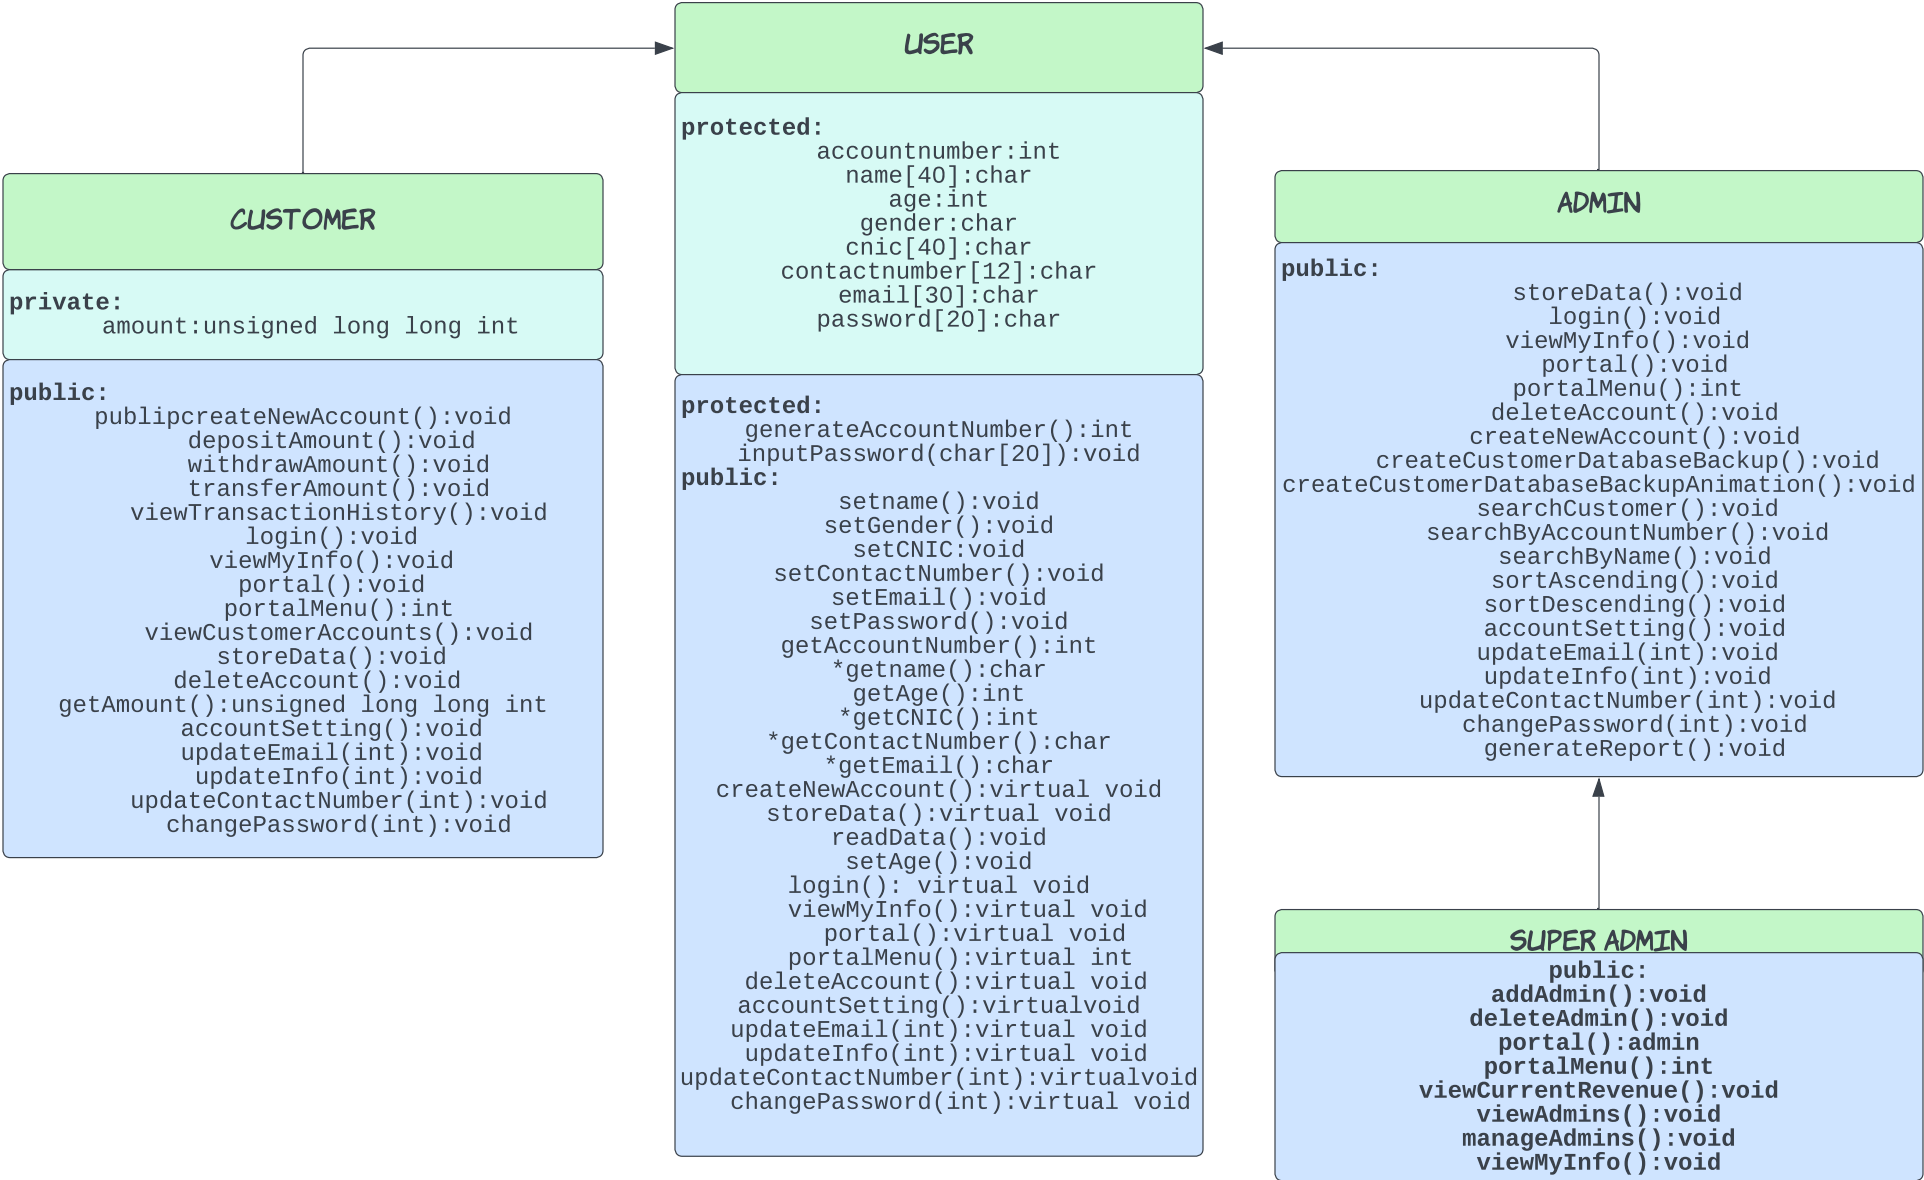 USER
protected:
accountnumber:int
name[40]:char
age:int
gender:char
cnic[40]:char
contactnumber[12]:char
email[30]:char
password[20]:char
protected:
generateAccountNumber():int
inputPassword(char[20]):void
public:
setname():void
setGender():void
setCNIC:void
setContactNumber():void
setEmail():void
setPassword():void
getAccountNumber():int
*getname():char
getAge():int
*getCNIC():int
*getContactNumber():char
*getEmail():char
createNewAccount():virtual void
storeData():virtual void
readData():void
setAge():void
login(): virtual void
viewMyInfo():virtual void
portal():virtual void
portalMenu():virtual int
deleteAccount():virtual void
accountSetting():virtualvoid
updateEmail(int):virtual void
updateInfo(int):virtual void
updateContactNumber(int):virtualvoid
changePassword(int):virtual void
CUSTOMER
private:
amount:unsigned long long int
public:
publipcreateNewAccount():void
depositAmount():void
withdrawAmount():void
transferAmount():void
viewTransactionHistory():void
login():void
viewMyInfo():void
portal():void
portalMenu():int
viewCustomerAccounts():void
storeData():void
deleteAccount():void
getAmount():unsigned long long int
accountSetting():void
updateEmail(int):void
updateInfo(int):void
updateContactNumber(int):void
changePassword(int):void
ADMIN
public:
storeData():void
login():void
viewMyInfo():void
portal():void
portalMenu():int
deleteAccount():void
createNewAccount():void
createCustomerDatabaseBackup():void
createCustomerDatabaseBackupAnimation():void
searchCustomer():void
searchByAccountNumber():void
searchByName():void
sortAscending():void
sortDescending():void
accountSetting():void
updateEmail(int):void
updateInfo(int):void
updateContactNumber(int):void
changePassword(int):void
generateReport():void
SUPER ADMIN
public:
addAdmin():void
deleteAdmin():void
portal():admin
portalMenu():int
viewCurrentRevenue():void
viewAdmins():void
manageAdmins():void
viewMyInfo():void